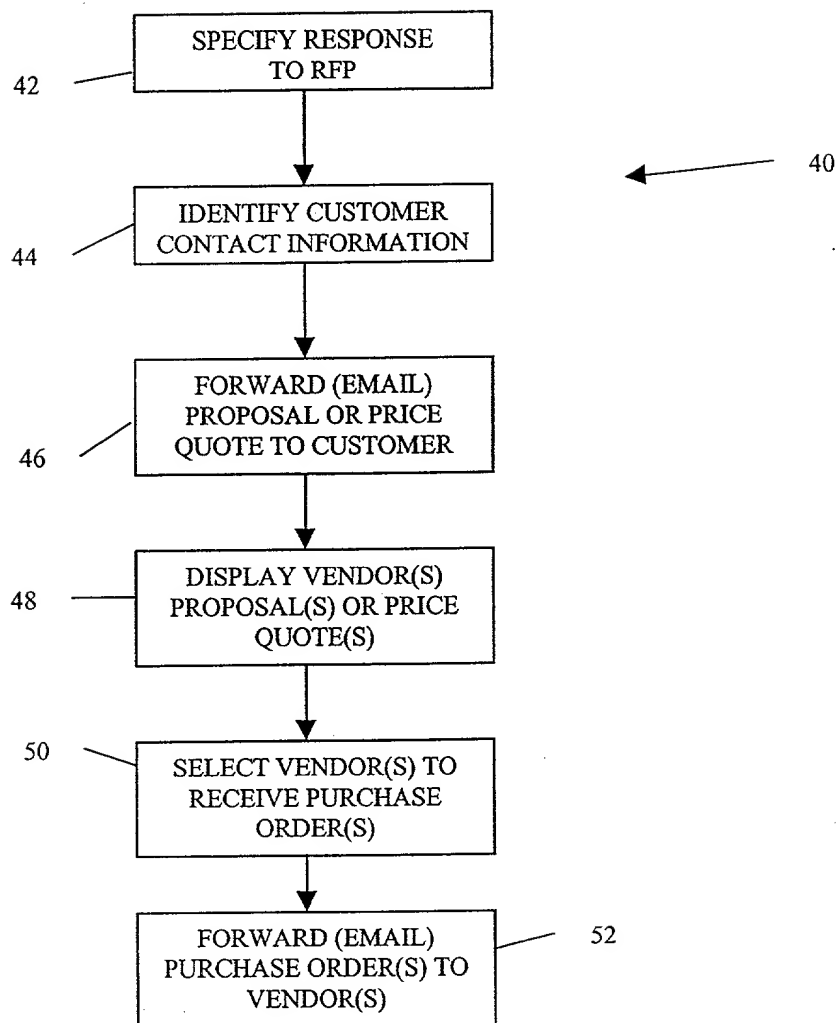 SPECIFY RESPONSE
TO RFP
42
40
IDENTIFY CUSTOMER
CONTACT INFORMATION
44
FORWARD (EMAIL)
PROPOSAL OR PRICE
QUOTE TO CUSTOMER
46
DISPLAY VENDOR(S)
PROPOSAL(S) OR PRICE
QUOTE(S)
48
50
SELECT VENDOR(S) TO
RECEIVE PURCHASE
ORDER(S)
FORWARD (EMAIL)
PURCHASE ORDER(S) TO
VENDOR(S)
52